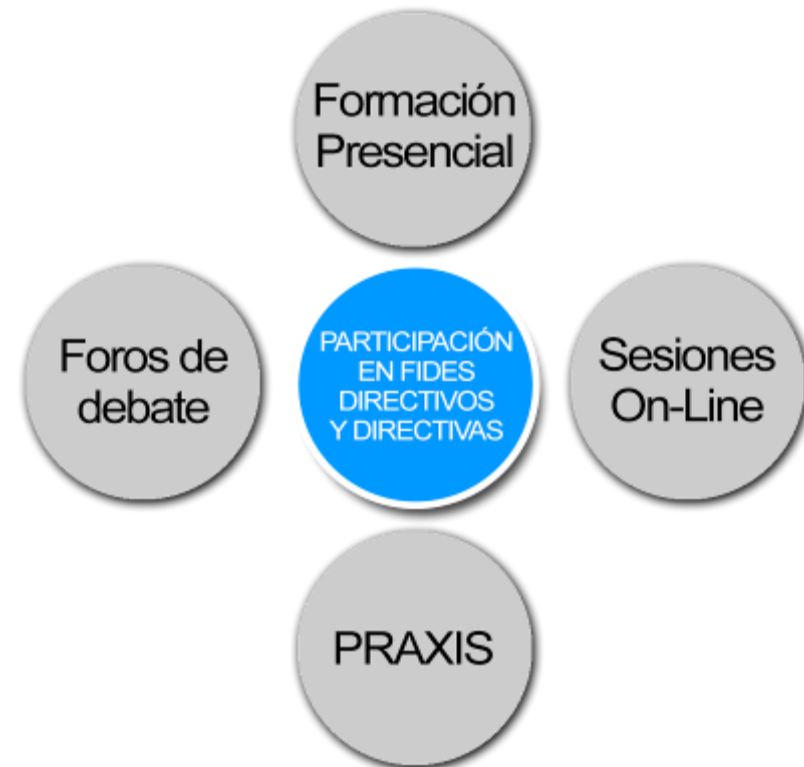 Formación
Presencial
Foros de
debate
PARTICIPACIÓN
EN FIDES
DIRECTIVOS
Y DIRECTIVAS
Sesiones
On-Line
PRAXIS